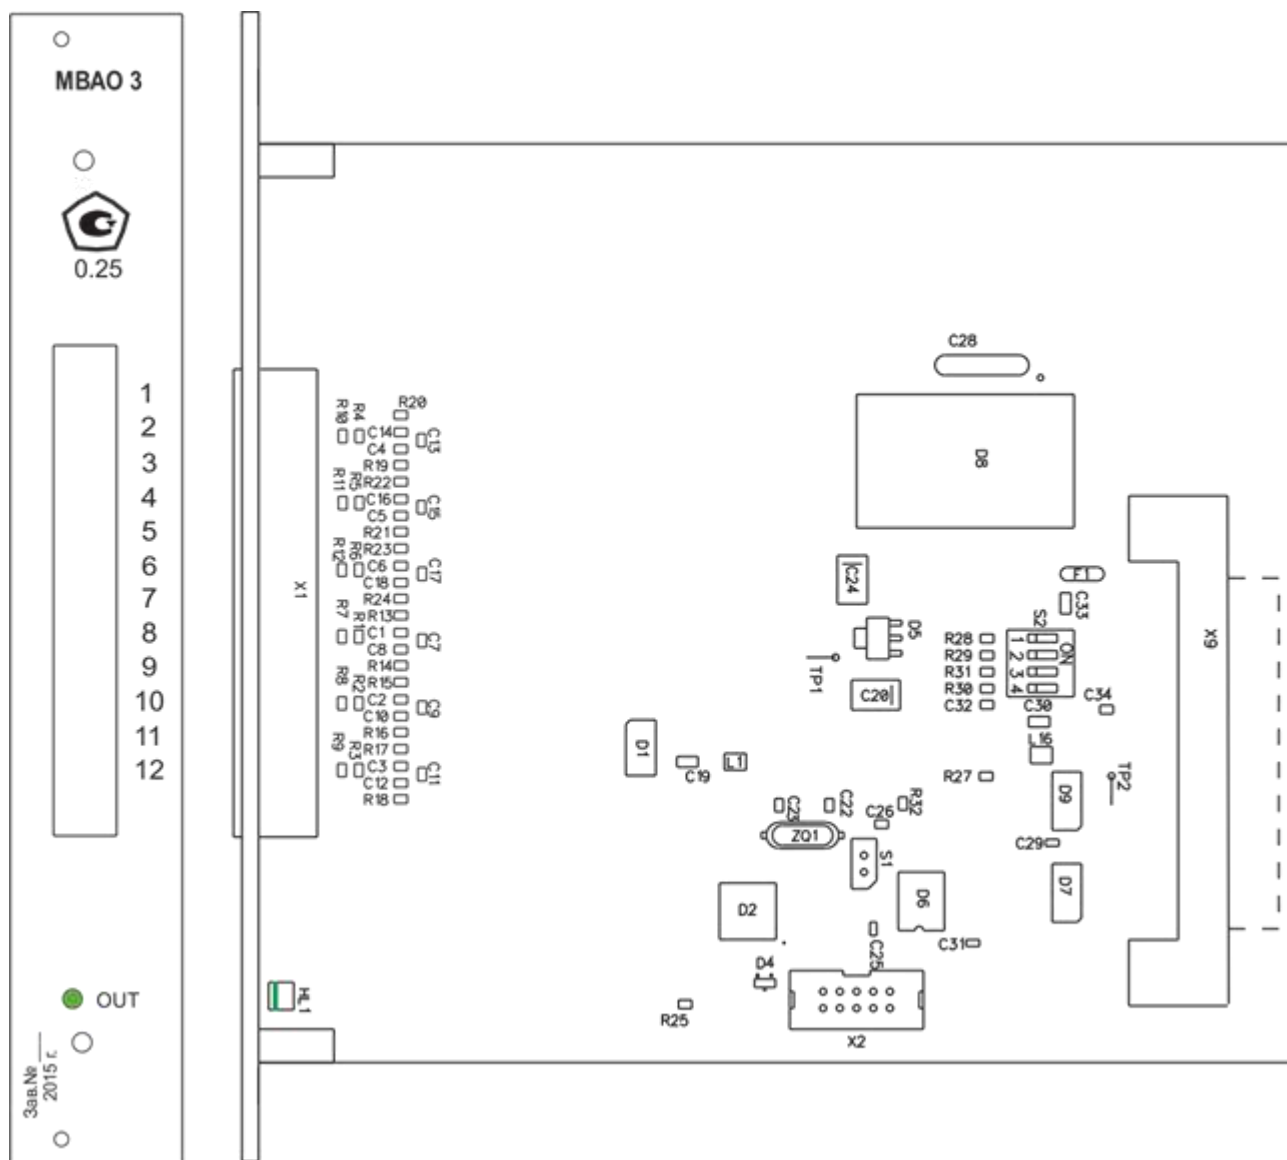 МВАО 3
0.25
1
2
3
4
5
6
7
8
9
10
11
12
OUT
Зав.№ ____
2015 г.
X1
HL1
R10
R4
R20
C14
C13
C4
R19
R11
R5
R22
C16
C15
C5
R21
R12
R6
R23
C6
C17
C18
R24
R7
R1
R13
C1
C7
C8
R14
R8
R2
R15
C2
C9
C10
R16
R9
R3
R17
C3
C11
C12
R18
C28
D8
C24
D5
TP1
C20
F1
C33
S2
ON
1
2
3
4
R28
R29
R31
R30
C32
C30
C34
L16
X9
D1
C19
L1
R27
D9
TP2
C23
C22
R32
C26
ZQ1
S1
C29
D7
D2
D6
C25
C31
D4
R25
X2